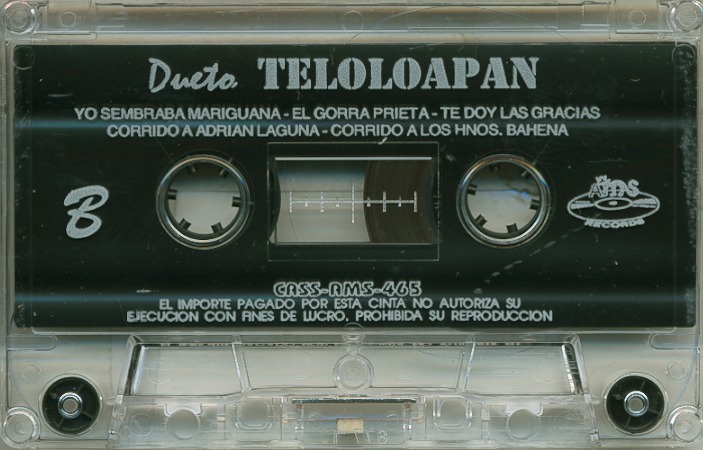 Dueto TELOLOAPAN
YO SEMBRABA MARIGUANA - EL GORRA PRIETA - TE DOY LAS GRACIAS
CORRIDO A ADRIAN LAGUNA - CORRIDO A LOS HNOS. BAHENA
B
AMS
RECORDS
CASS-AMS-465
EL IMPORTE PAGADO POR ESTA CINTA NO AUTORIZA SU
EJECUCION CON FINES DE LUCRO. PROHIBIDA SU REPRODUCCION